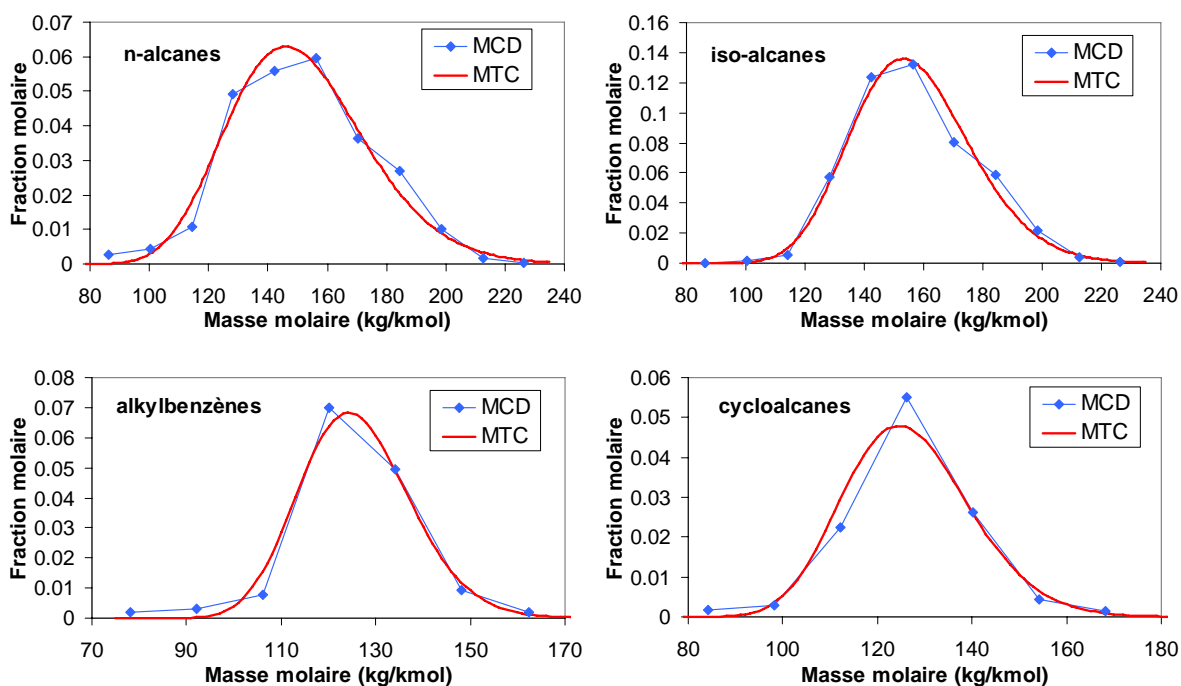 n-alcanes
MCD
MTC
Fraction molaire
0.07
0.06
0.05
0.04
0.03
0.02
0.01
0
80 100 120 140 160 180 200 220 240
Masse molaire (kg/kmol)
iso-alcanes
MCD
MTC
Fraction molaire
0.16
0.14
0.12
0.10
0.08
0.06
0.04
0.02
0.00
80 100 120 140 160 180 200 220 240
Masse molaire (kg/kmol)
alkylbenzènes
MCD
MTC
Fraction molaire
0.08
0.07
0.06
0.05
0.04
0.03
0.02
0.01
0
70 90 110 130 150 170
Masse molaire (kg/kmol)
cycloalcanes
MCD
MTC
Fraction molaire
0.06
0.05
0.04
0.03
0.02
0.01
0
80 100 120 140 160 180
Masse molaire (kg/kmol)